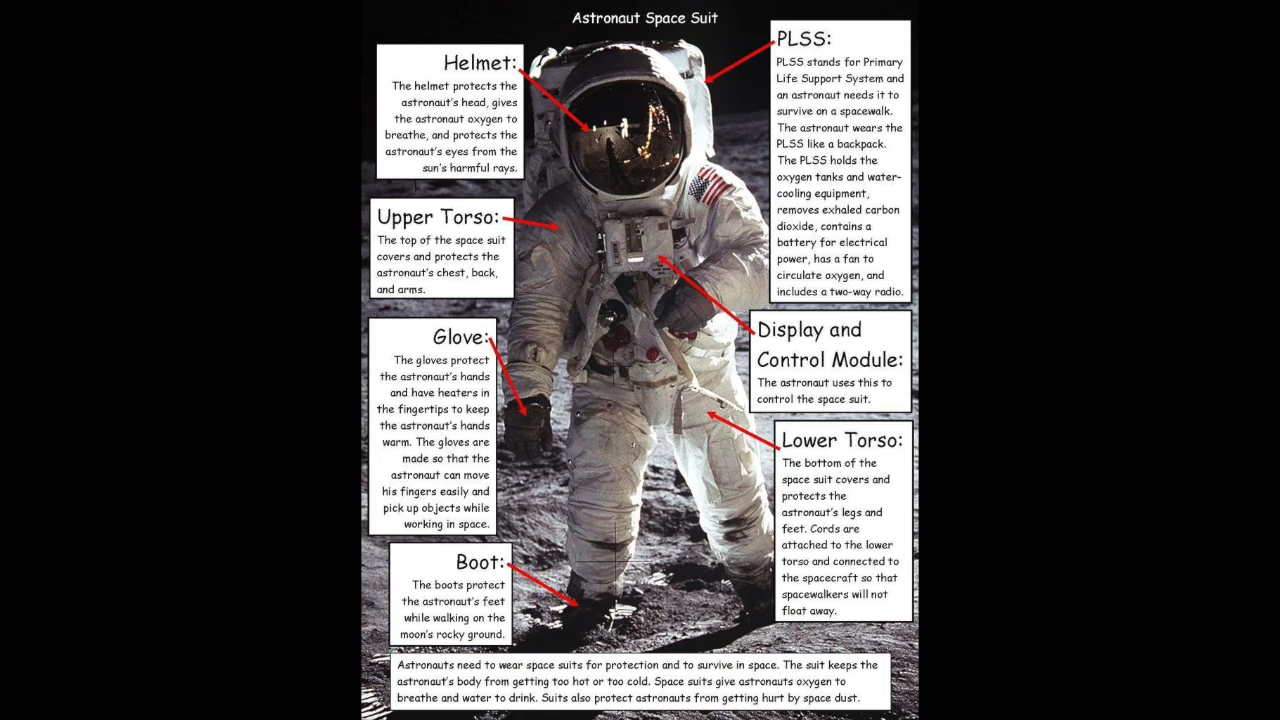 Astronaut Space Suit
Helmet:
The helmet protects the
astronaut's head, gives
the astronaut oxygen to
breathe, and protects the
astronaut's eyes from the
sun's harmful rays.
Upper Torso:
The top of the space suit
covers and protects the
astronaut's chest, back,
and arms.
Glove:
The gloves protect
the astronaut's hands
and have heaters in
the fingertips to keep
the astronaut's hands
warm. The gloves are
made so that the
astronaut can move
his fingers easily and
pick up objects while
working in space.
Boot:
The boots protect
the astronaut's feet
while walking on the
moon's rocky ground.
PLSS:
PLSS stands for Primary
Life Support System and
an astronaut needs it to
survive on a spacewalk.
The astronaut wears the
PLSS like a backpack.
The PLSS holds the
oxygen tanks and water-
cooling equipment,
removes exhaled carbon
dioxide, contains a
battery for electrical
power, has a fan to
circulate oxygen, and
includes a two-way radio.
Display and
Control Module:
The astronaut uses this to
control the space suit.
Lower Torso:
The bottom of the
space suit covers and
protects the
astronaut's legs and
feet. Cords are
attached to the lower
torso and connected to
the spacecraft so that
spacewalkers will not
float away.
Astronauts need to wear space suits for protection and to survive in space. The suit keeps the
astronaut's body from getting too hot or too cold. Space suits give astronauts oxygen to
breathe and water to drink. Suits also protect astronauts from getting hurt by space dust.